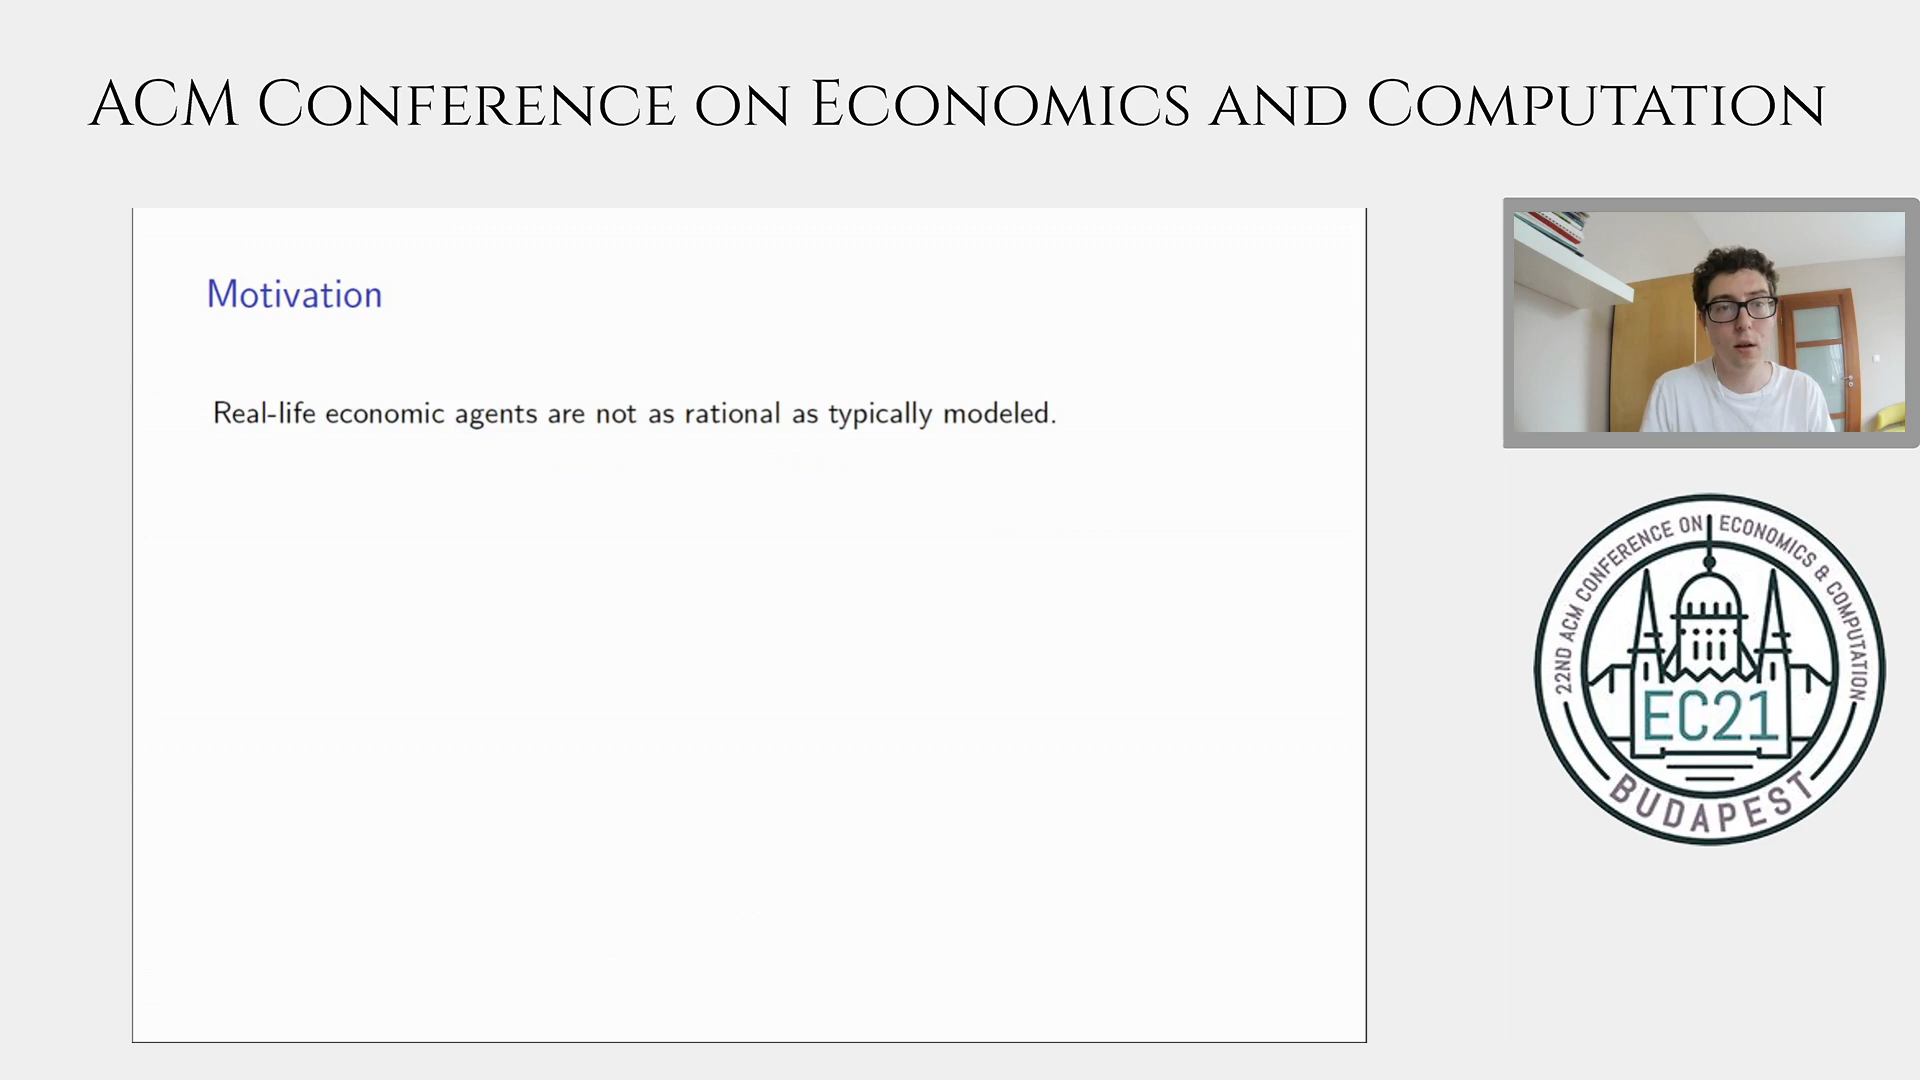 ACM Conference on Economics and Computation
Motivation
Real-life economic agents are not as rational as typically modeled.
22ND ACM CONFERENCE ON ECONOMICS & COMPUTATION
EC21
BUDAPEST